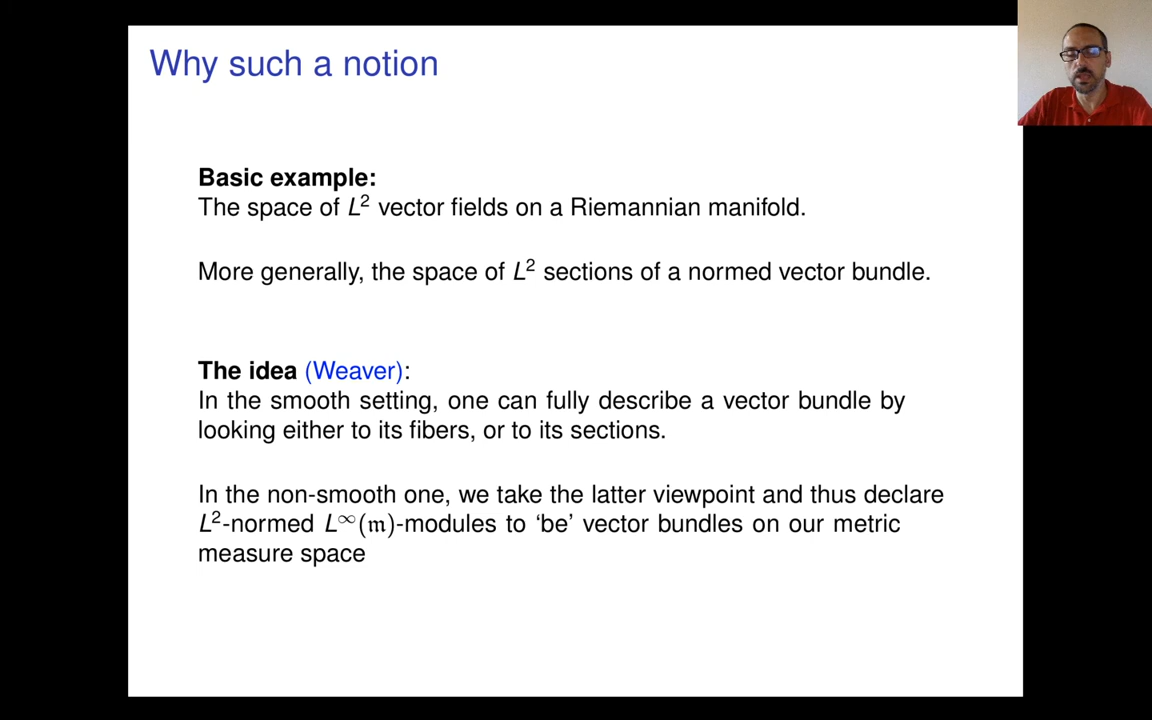 Why such a notion
Basic example:
The space of L² vector fields on a Riemannian manifold.
More generally, the space of L² sections of a normed vector bundle.
The idea (Weaver):
In the smooth setting, one can fully describe a vector bundle by
looking either to its fibers, or to its sections.
In the non-smooth one, we take the latter viewpoint and thus declare
L²-normed L^∞(𝔪)-modules to ‘be’ vector bundles on our metric
measure space